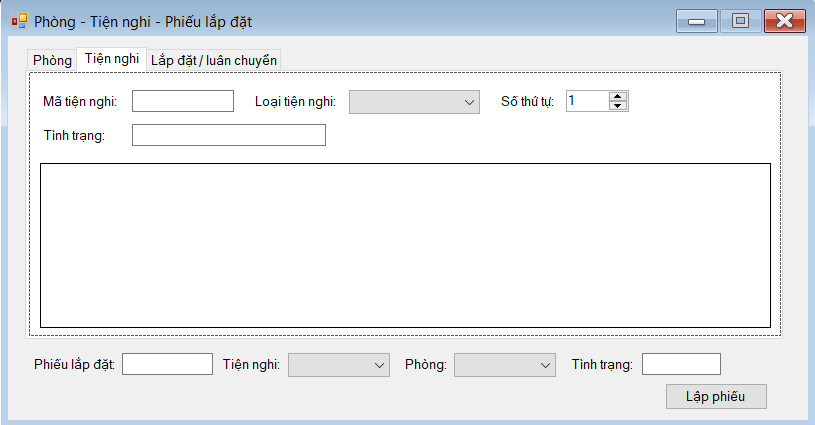 Phòng - Tiện nghi - Phiếu lắp đặt
Phòng Tiện nghi Lắp đặt / luân chuyển
Mã tiện nghi: Loại tiện nghi: Số thứ tự: 1
Tình trạng:
Phiếu lắp đặt: Tiện nghi: Phòng: Tình trạng:
Lập phiếu